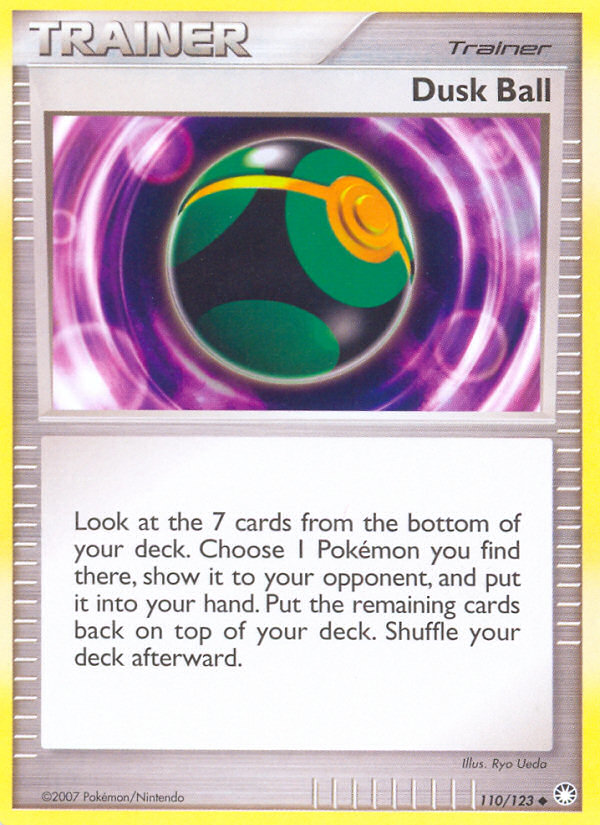 TRAINER
Trainer
Dusk Ball
Look at the 7 cards from the bottom of
your deck. Choose 1 Pokémon you find
there, show it to your opponent, and put
it into your hand. Put the remaining cards
back on top of your deck. Shuffle your
deck afterward.
Illus. Ryo Ueda
©2007 Pokémon/Nintendo
110/123